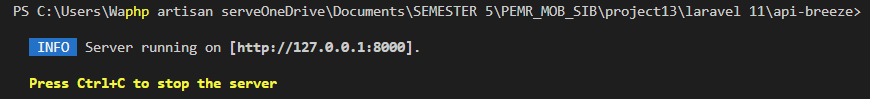 PS C:\Users\Waphp artisan serveOneDrive\Documents\SEMESTER 5\PEMR_MOB_SIB\project13\laravel 11\api-breeze>
INFO Server running on [http://127.0.0.1:8000].
Press Ctrl+C to stop the server